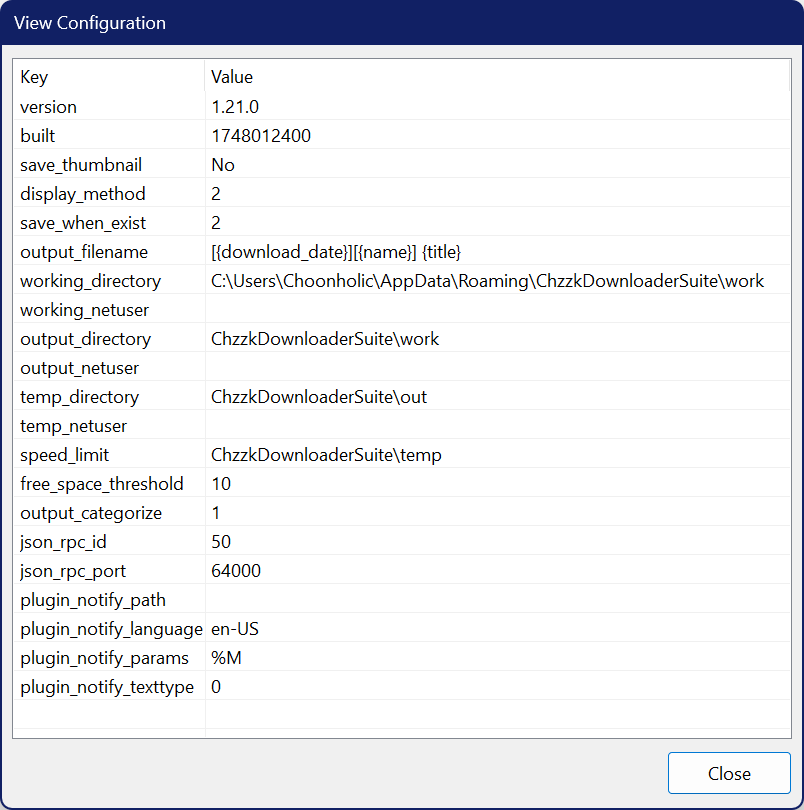 View Configuration
Key Value
version 1.21.0
built 1748012400
save_thumbnail No
display_method 2
save_when_exist 2
output_filename [{download_date}][{name}] {title}
working_directory C:\Users\Choonholic\AppData\Roaming\ChzzkDownloaderSuite\work
working_netuser
output_directory ChzzkDownloaderSuite\work
output_netuser
temp_directory ChzzkDownloaderSuite\out
temp_netuser
speed_limit ChzzkDownloaderSuite\temp
free_space_threshold 10
output_categorize 1
json_rpc_id 50
json_rpc_port 64000
plugin_notify_path
plugin_notify_language en-US
plugin_notify_params %M
plugin_notify_texttype 0
Close